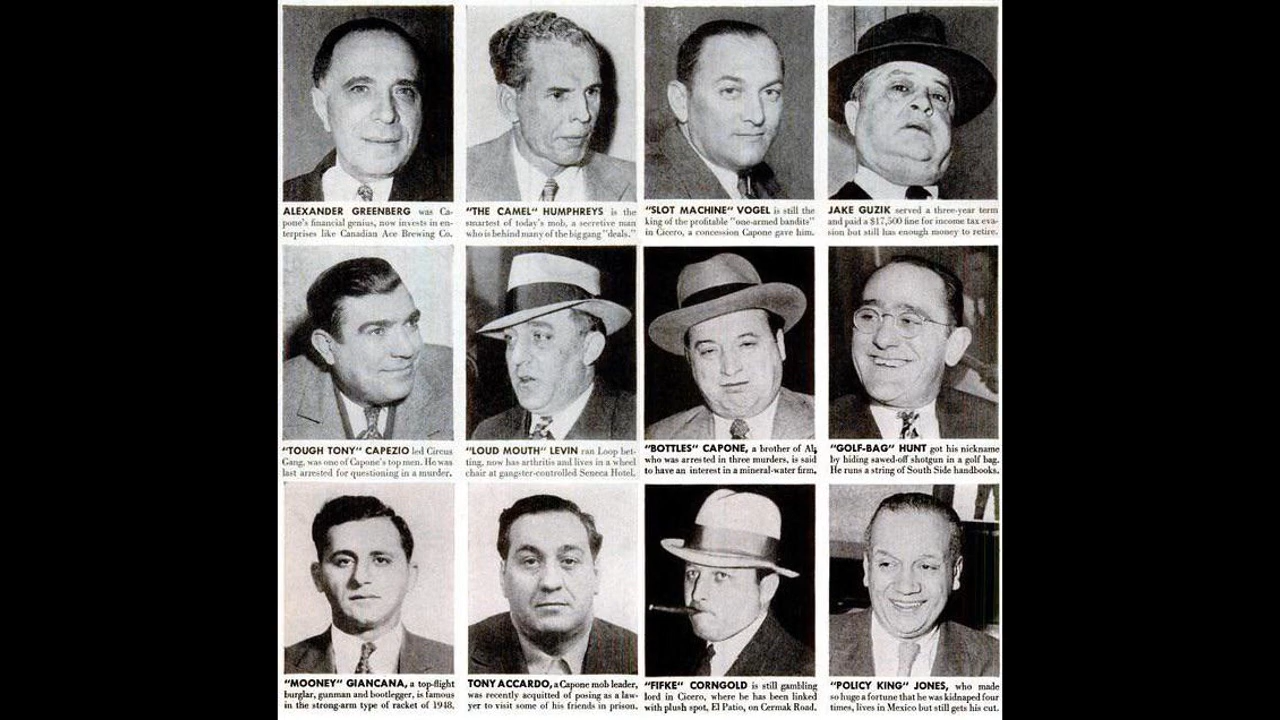 ALEXANDER GREENBERG was Ca-
pone's financial genius, now invests in en-
terprises like Canadian Ace Brewing Co.
"THE CAMEL" HUMPHREYS is the
smartest of today's mob, a secretive man
who is behind many of the big gang "deals."
"SLOT MACHINE" VOGEL is still the
king of the profitable "one-armed bandits"
in Cicero, a concession Capone gave him.
JAKE GUZIK served a three-year term
and paid a $17,500 fine for income tax eva-
sion but still has enough money to retire.
"TOUGH TONY" CAPEZIO led Circus
Gang, was one of Capone's top men. He was
last arrested for questioning in a murder.
"LOUD MOUTH" LEVIN ran Loop bet-
ting, now has arthritis and lives in a wheel
chair at gangster-controlled Seneca Hotel.
"BOTTLES" CAPONE, a brother of Al,
who was arrested in three murders, is said
to have an interest in a mineral-water firm.
"GOLF-BAG" HUNT got his nickname
by hiding sawed-off shotgun in a golf bag.
He runs a string of South Side handbooks.
"MOONEY" GIANCANA, a top-flight
burglar, gunman and bootlegger, is famous
in the strong-arm type of racket of 1948.
TONY ACCARDO, a Capone mob leader,
was recently acquitted of posing as a law-
yer to visit some of his friends in prison.
"FIFKE" CORNGOLD is still gambling
lord in Cicero, where he has been linked
with plush spot, El Patio, on Cermak Road.
"POLICY KING" JONES, who made
so huge a fortune that he was kidnaped four
times, lives in Mexico but still gets his cut.